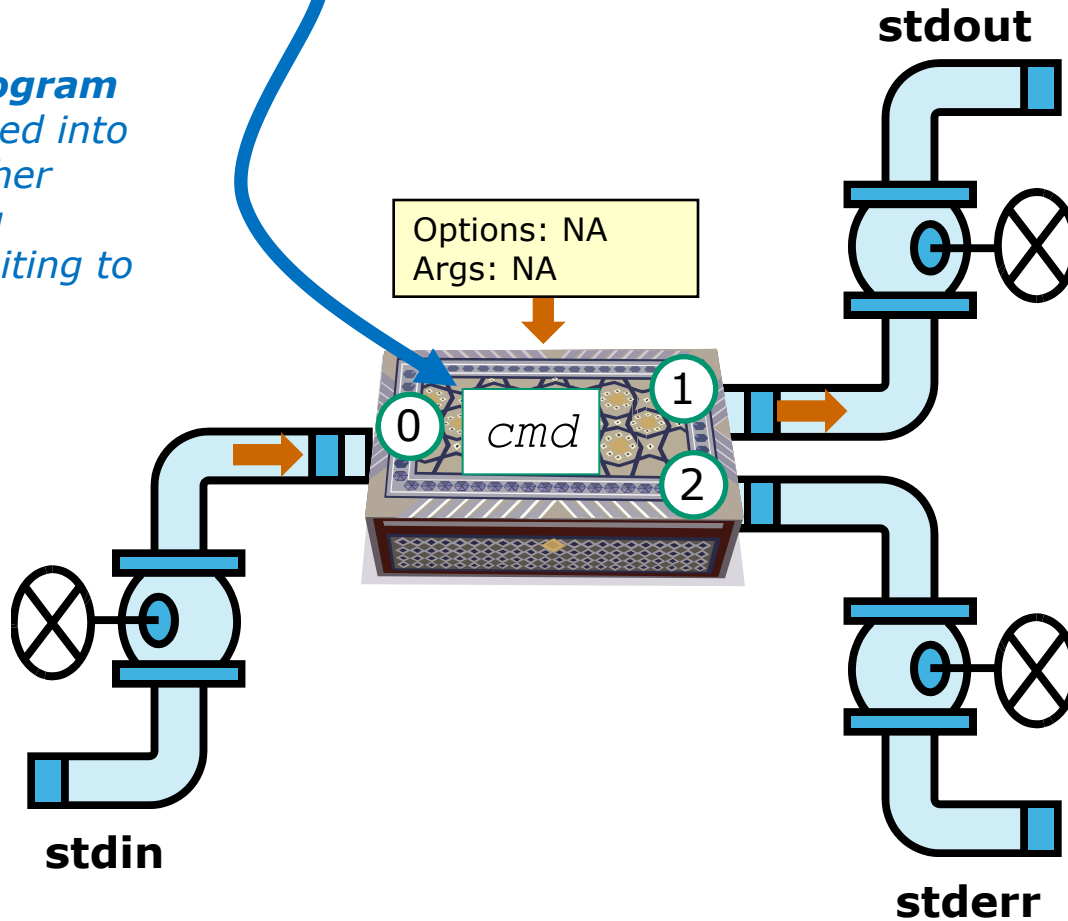 stdout
ogram
ed into
her
iting to
Options: NA
Args: NA
0
1
cmd
2
stdin
stderr